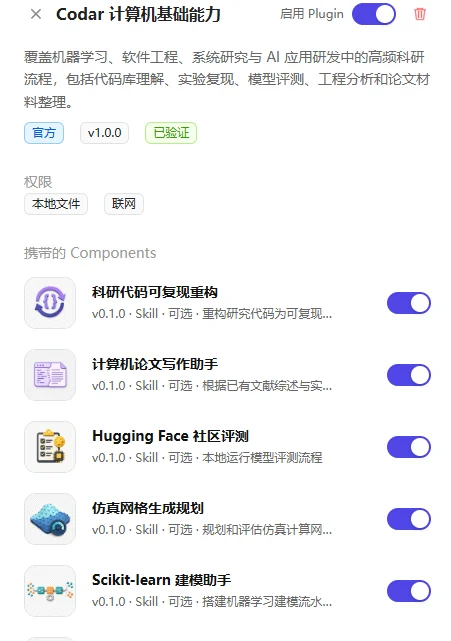 Codar 计算机基础能力
启用 Plugin
覆盖机器学习、软件工程、系统研究与 AI 应用研发中的高频科研
流程，包括代码库理解、实验复现、模型评测、工程分析和论文材
料整理。
官方 v1.0.0 已验证
权限
本地文件 联网
携带的 Components
科研代码可复现重构
v0.1.0 · Skill · 可选 · 重构研究代码为可复现...
计算机论文写作助手
v0.1.0 · Skill · 可选 · 根据已有文献综述与实...
Hugging Face 社区评测
v0.1.0 · Skill · 可选 · 本地运行模型评测流程
仿真网格生成规划
v0.1.0 · Skill · 可选 · 规划和评估仿真计算网...
Scikit-learn 建模助手
v0.1.0 · Skill · 可选 · 搭建机器学习建模流水...